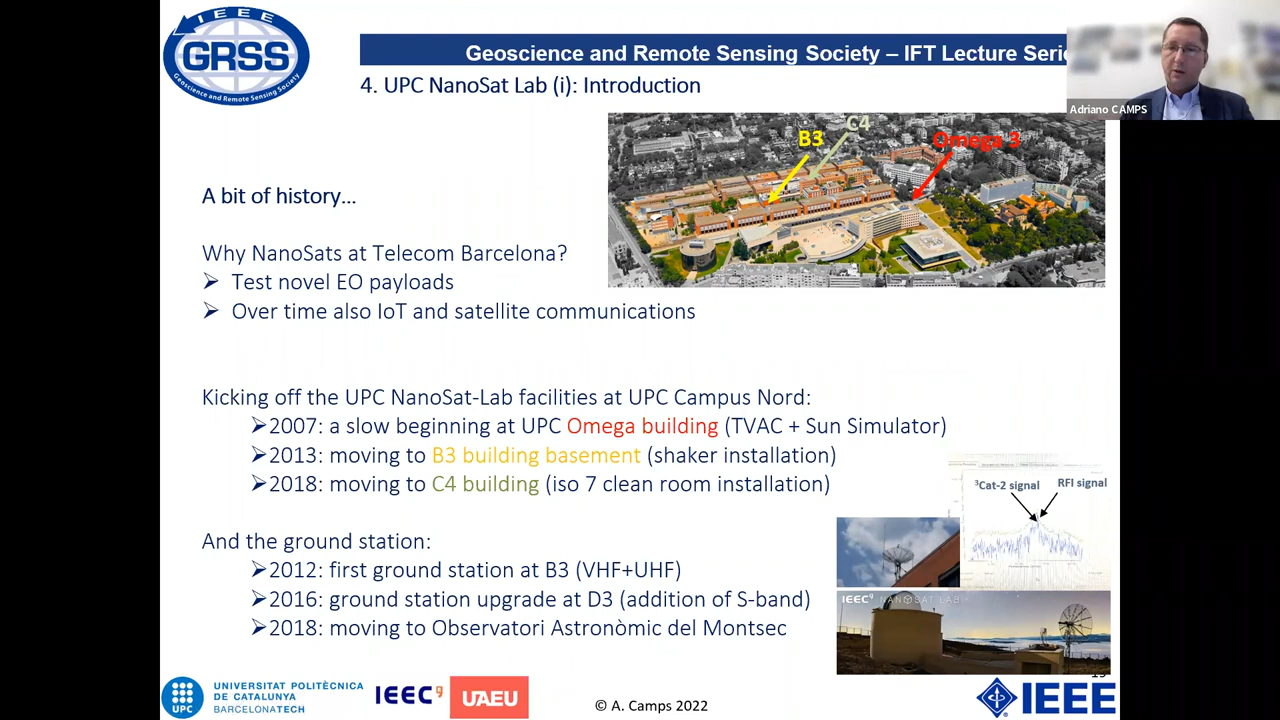 IEEE
GRSS
Geoscience and Remote Sensing Society
Geoscience and Remote Sensing Society – IFT Lecture Serie
4. UPC NanoSat Lab (i): Introduction
Adriano CAMPS
B3
C4
Omega 3
A bit of history...
Why NanoSats at Telecom Barcelona?
➢ Test novel EO payloads
➢ Over time also IoT and satellite communications
Kicking off the UPC NanoSat-Lab facilities at UPC Campus Nord:
➢2007: a slow beginning at UPC Omega building (TVAC + Sun Simulator)
➢2013: moving to B3 building basement (shaker installation)
➢2018: moving to C4 building (iso 7 clean room installation)
³Cat-2 signal
RFI signal
And the ground station:
➢2012: first ground station at B3 (VHF+UHF)
➢2016: ground station upgrade at D3 (addition of S-band)
➢2018: moving to Observatori Astronòmic del Montsec
IEEC⁹ NANOSAT LAB
UPC
UNIVERSITAT POLITÈCNICA
DE CATALUNYA
BARCELONATECH
IEEC⁹
UAEU
© A. Camps 2022
IEEE